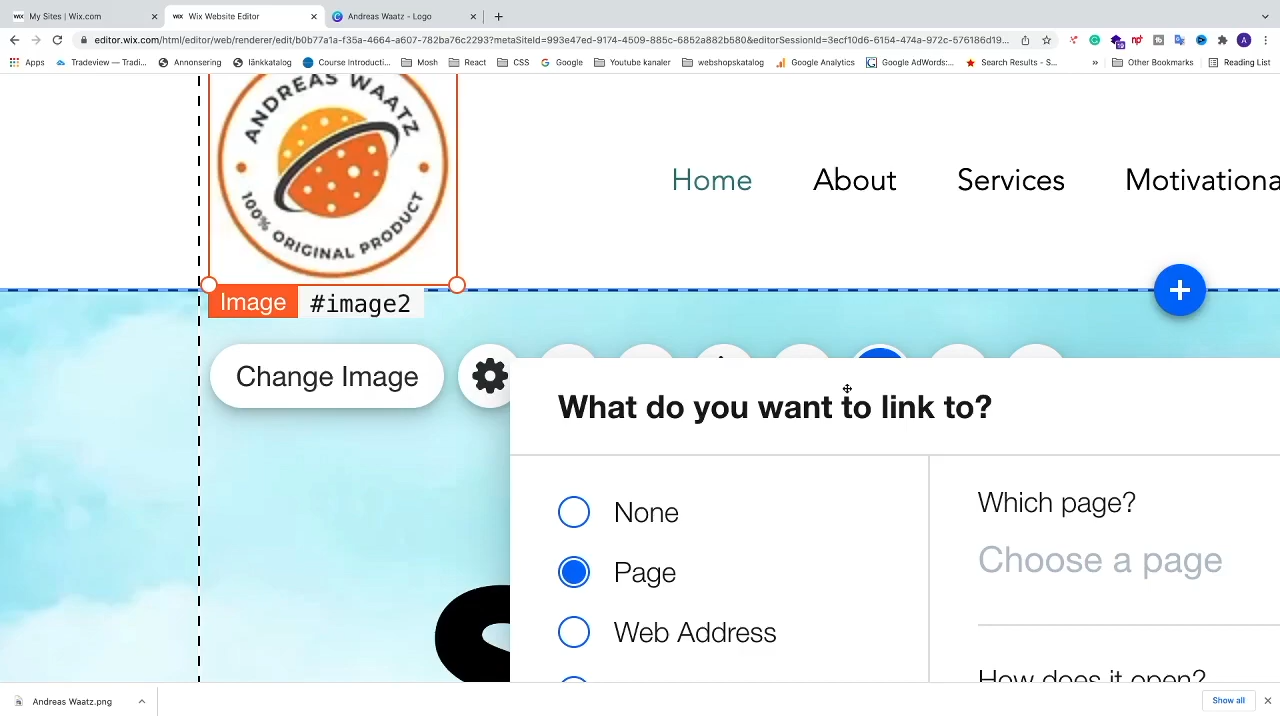 My Sites | Wix.com
Wix Website Editor
Andreas Waatz - Logo
editor.wix.com/html/editor/web/renderer/edit/b0b77a1a-f35a-4664-a607-782ba76c2293?metaSiteId=993e47ed-9174-4509-885c-6852a882b580&editorSessionId=3ecf10d6-6154-474a-972c-576186d19...
Apps
Tradeview – Tradi...
Annonsering
länkkatalog
Course Introducti...
Mosh
React
CSS
Google
Youtube kanaler
webshopskatalog
Google Analytics
Google AdWords:...
Search Results - S...
»
Other Bookmarks
Reading List
ANDREAS WAATZ
100% ORIGINAL PRODUCT
Home
About
Services
Motivationa
Image
#image2
Change Image
What do you want to link to?
None
Page
Web Address
Which page?
Choose a page
How does it open?
Andreas Waatz.png
Show all